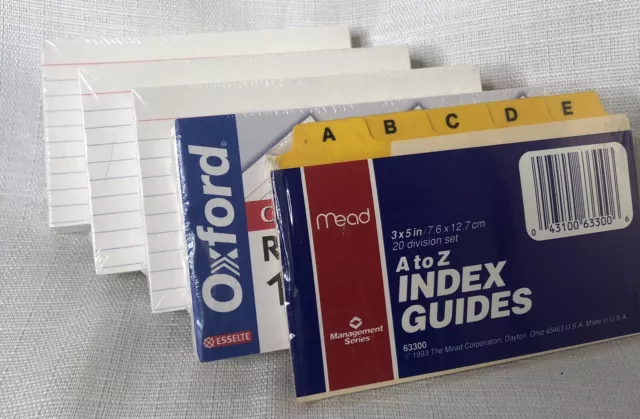 A B C D E
mead
3 x 5 in / 7.6 x 12.7 cm
20 division set
A to Z
INDEX
GUIDES
Management
Series
63300
© 1993 The Mead Corporation, Dayton, Ohio 45463 U.S.A. Made in U.S.A.
0 43100 63300 6
Oxford®
ESSELTE